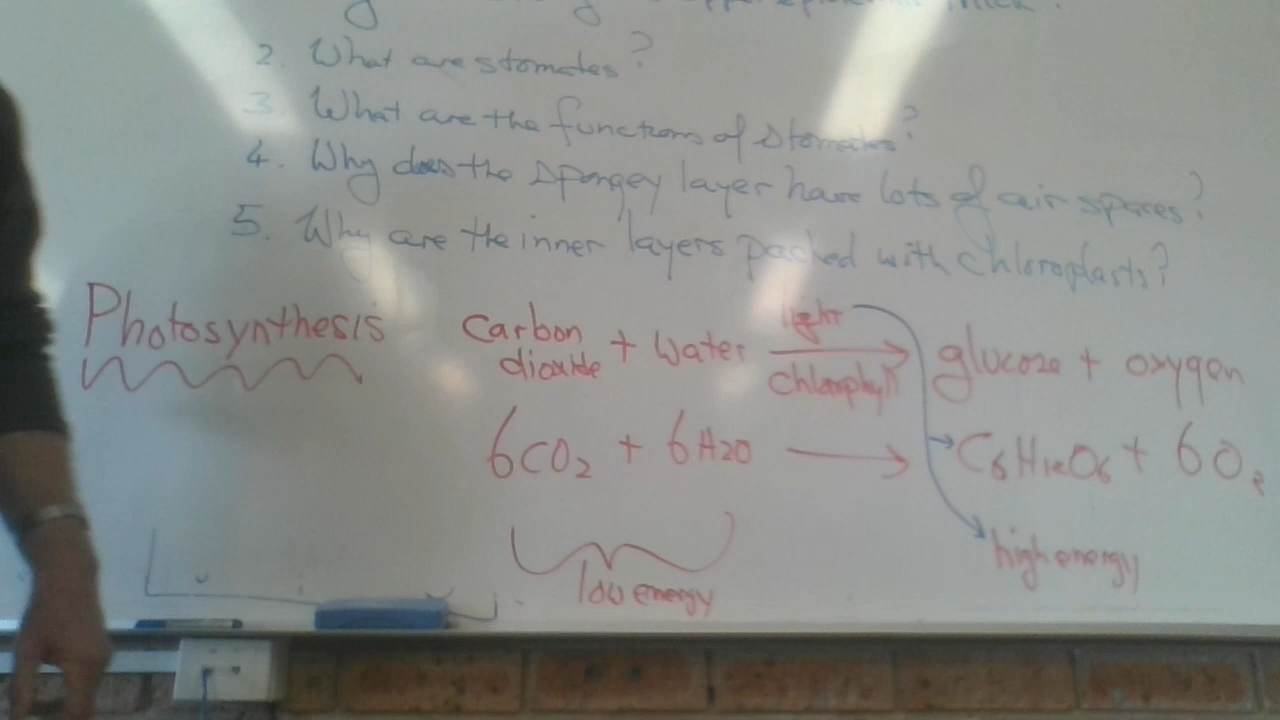 2. What are stomates?
3. What are the functions of stomates?
4. Why does the spongey layer have lots of air spaces?
5. Why are the inner layers packed with chloroplasts?
Photosynthesis
Carbon dioxide + water light chlorophyll glucose + oxygen
6CO₂ + 6H2O → C₆H₁₂O₆ + 6O₂
low energy
high energy